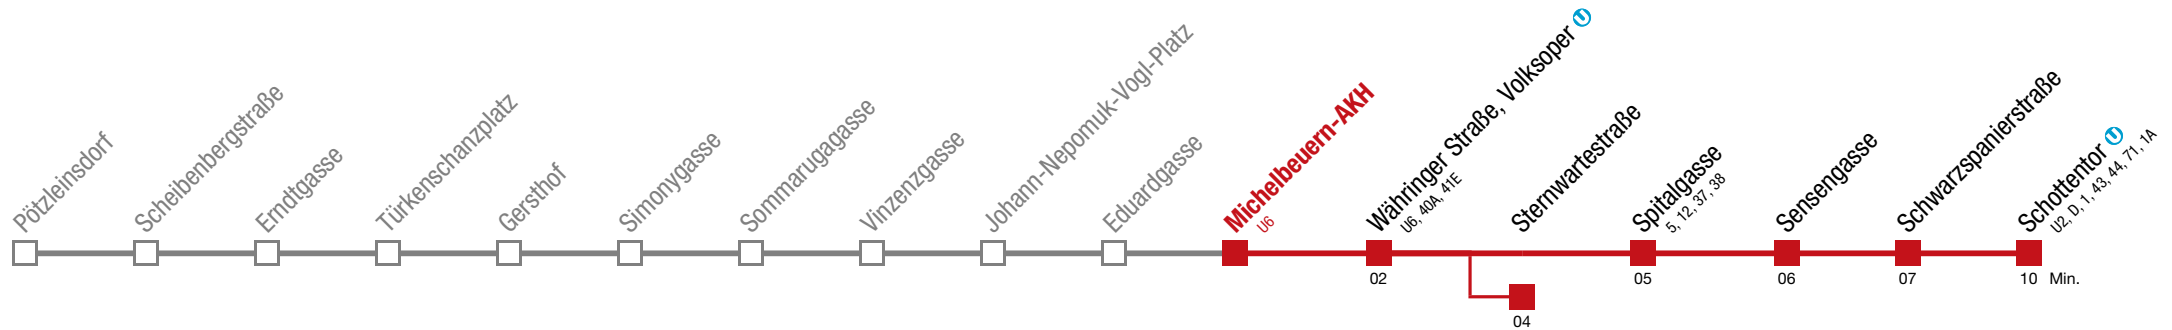 Pötzleinsdorf
Scheibenbergstraße
Erndtgasse
Türkenschanzplatz
Gersthof
Simonygasse
Sommarugagasse
Vinzenzgasse
Johann-Nepomuk-Vogl-Platz
Eduardgasse
Michelbeuern-AKH
U6
Währinger Straße, Volksoper U
U6, 40A, 41E
Sternwartestraße
Spitalgasse
5, 12, 37, 38
Sensengasse
Schwarzspanierstraße
Schottentor U
U2, D, 1, 43, 44, 71, 1A
02
05
06
07
10 Min.
04